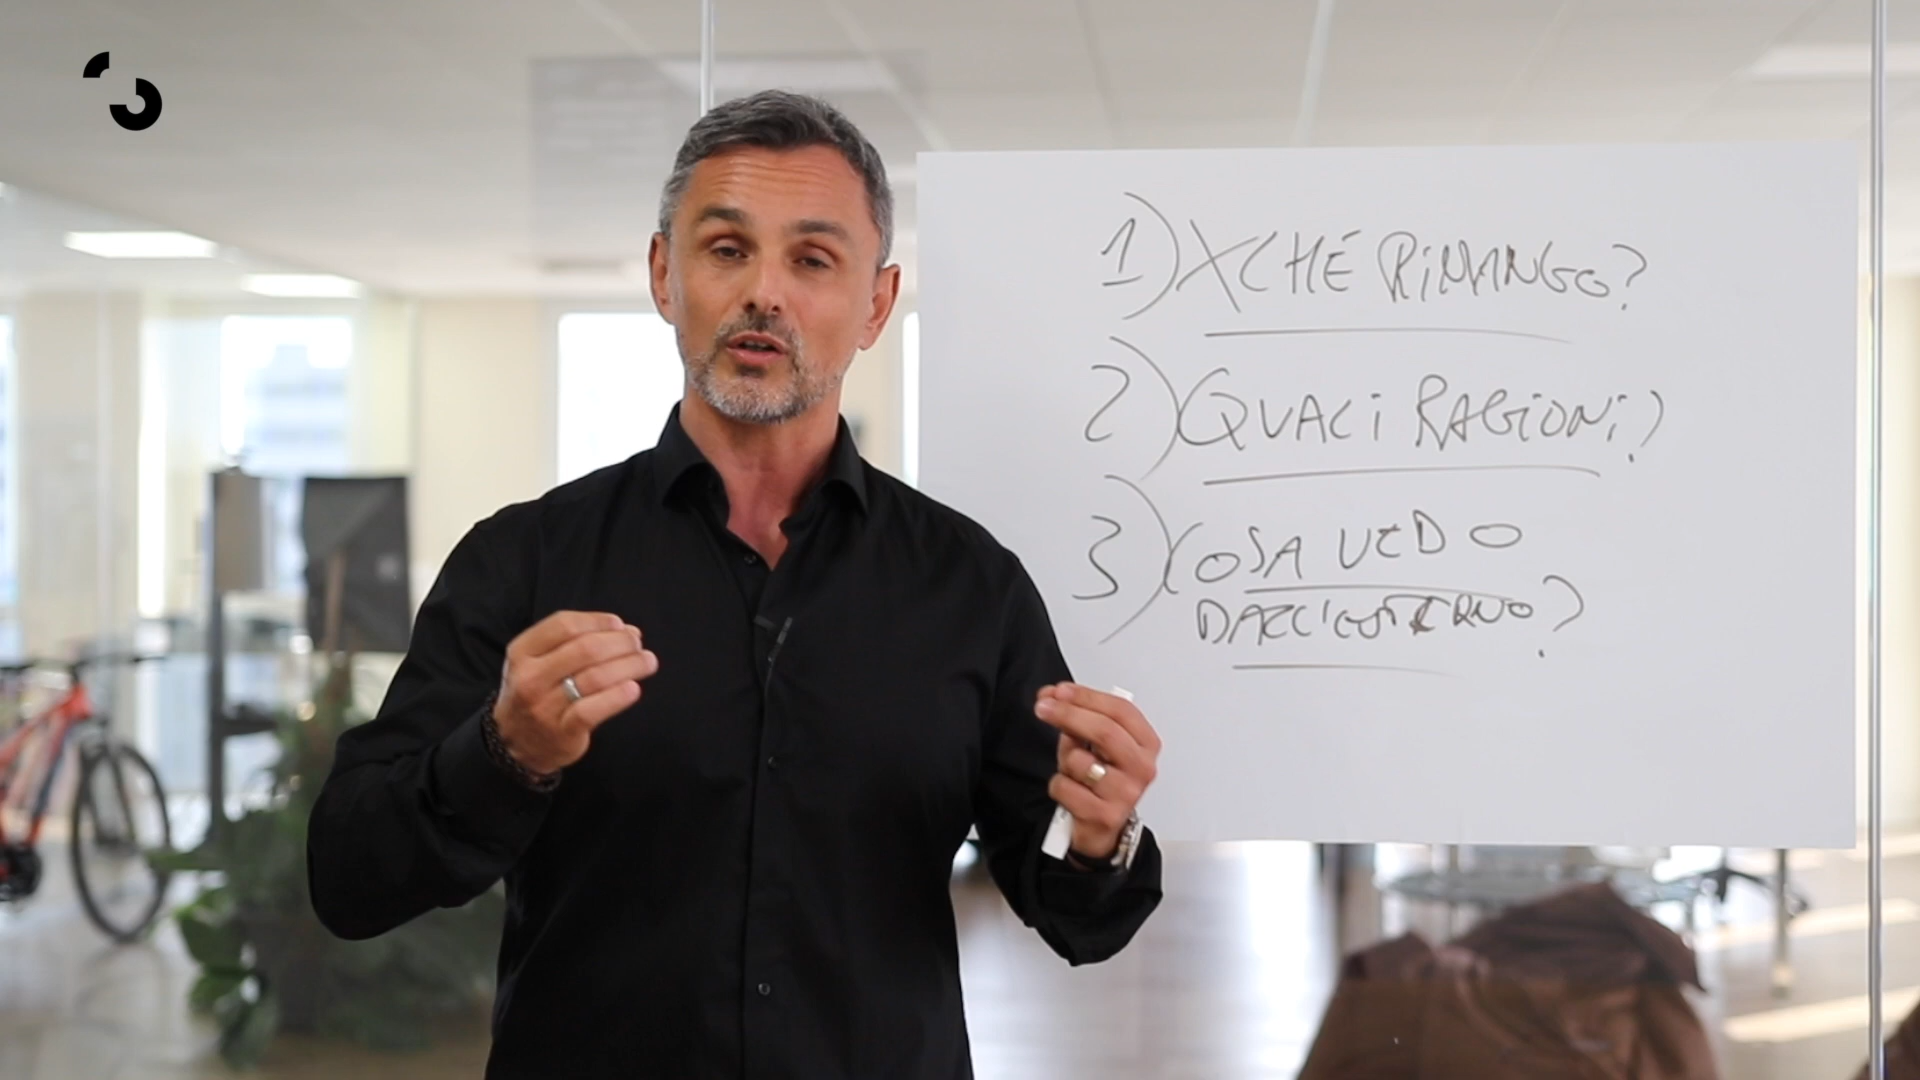 1) XCHÉ RIMANGO?
2) QUALI RAGIONI?
3) COSA VEDO
DALL'ESTERNO?